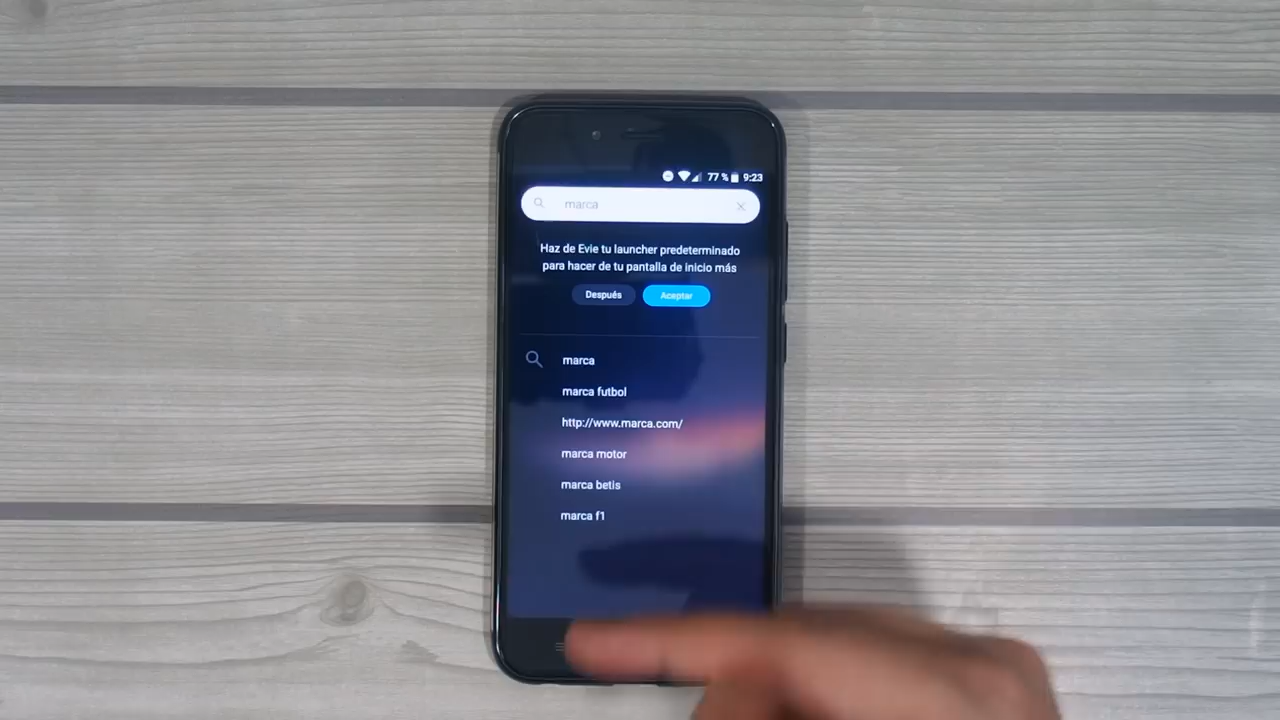 77 % 9:23
marca
Haz de Evie tu launcher predeterminado
para hacer de tu pantalla de inicio más
Después Aceptar
marca
marca futbol
http://www.marca.com/
marca motor
marca betis
marca f1